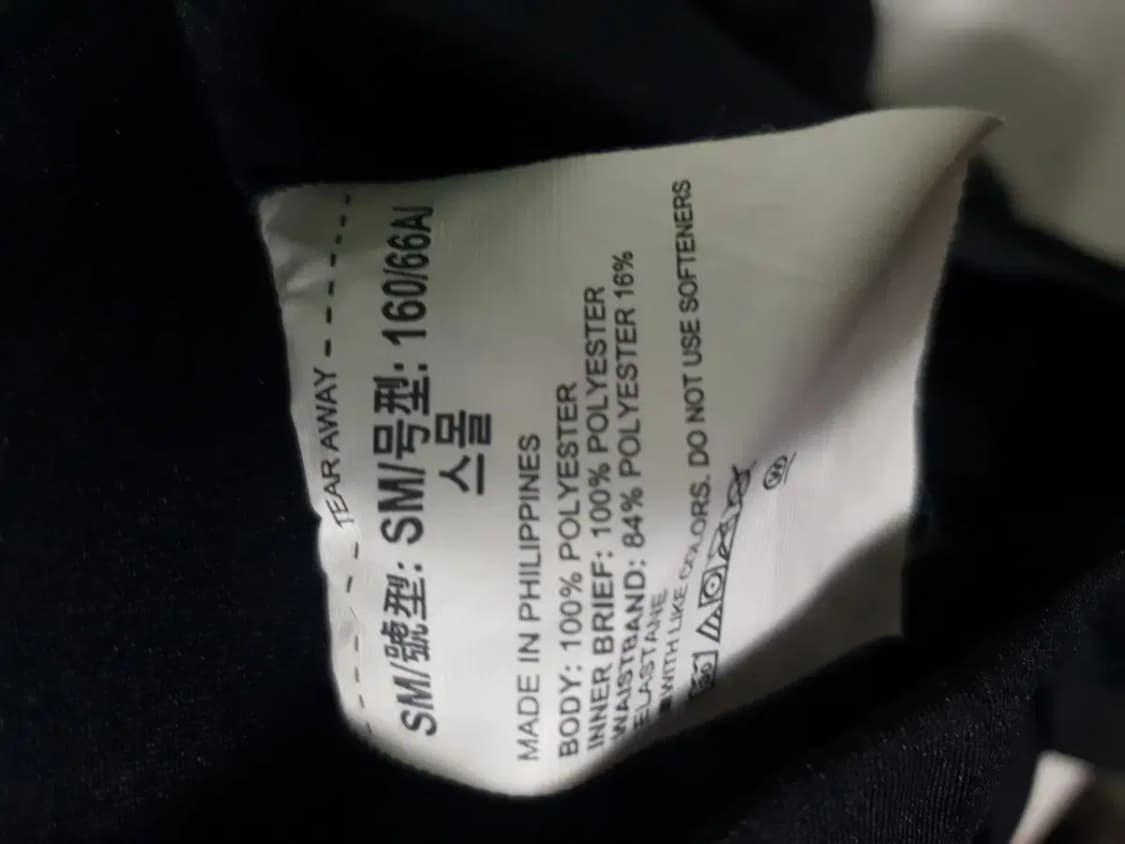 TEAR AWAY
SM/號型: SM/号型: 160/66A
스몰
MADE IN PHILIPPINES
BODY: 100% POLYESTER
INNER BRIEF: 100% POLYESTER
WAISTBAND: 84% POLYESTER 16%
ELASTANE
WITH LIKE COLORS. DO NOT USE SOFTENERS
W